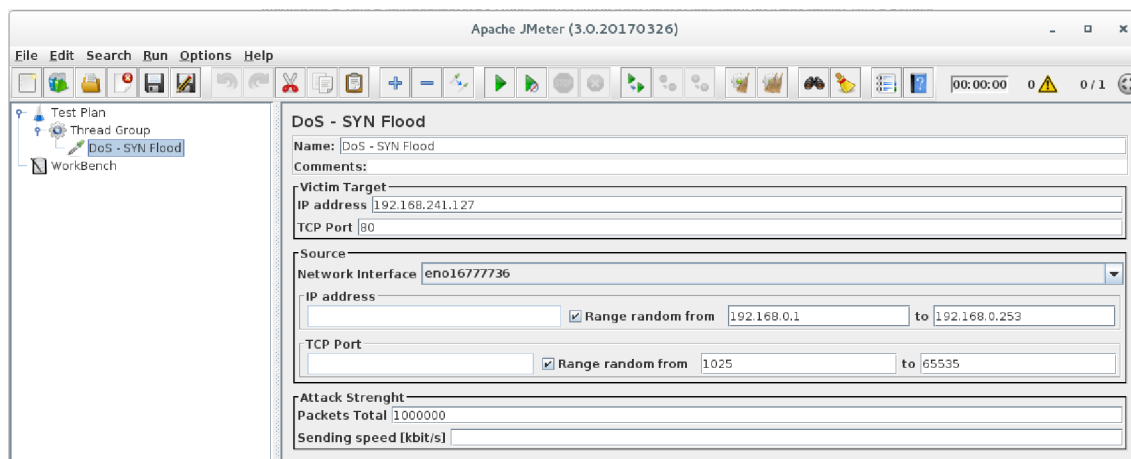 Apache JMeter (3.0.20170326)
File Edit Search Run Options Help
00:00:00 0 0 / 1
Test Plan
Thread Group
DoS - SYN Flood
WorkBench
DoS - SYN Flood
Name: DoS - SYN Flood
Comments:
Victim Target
IP address 192.168.241.127
TCP Port 80
Source
Network Interface eno16777736
IP address
Range random from 192.168.0.1 to 192.168.0.253
TCP Port
Range random from 1025 to 65535
Attack Strenght
Packets Total 1000000
Sending speed [kbit/s]